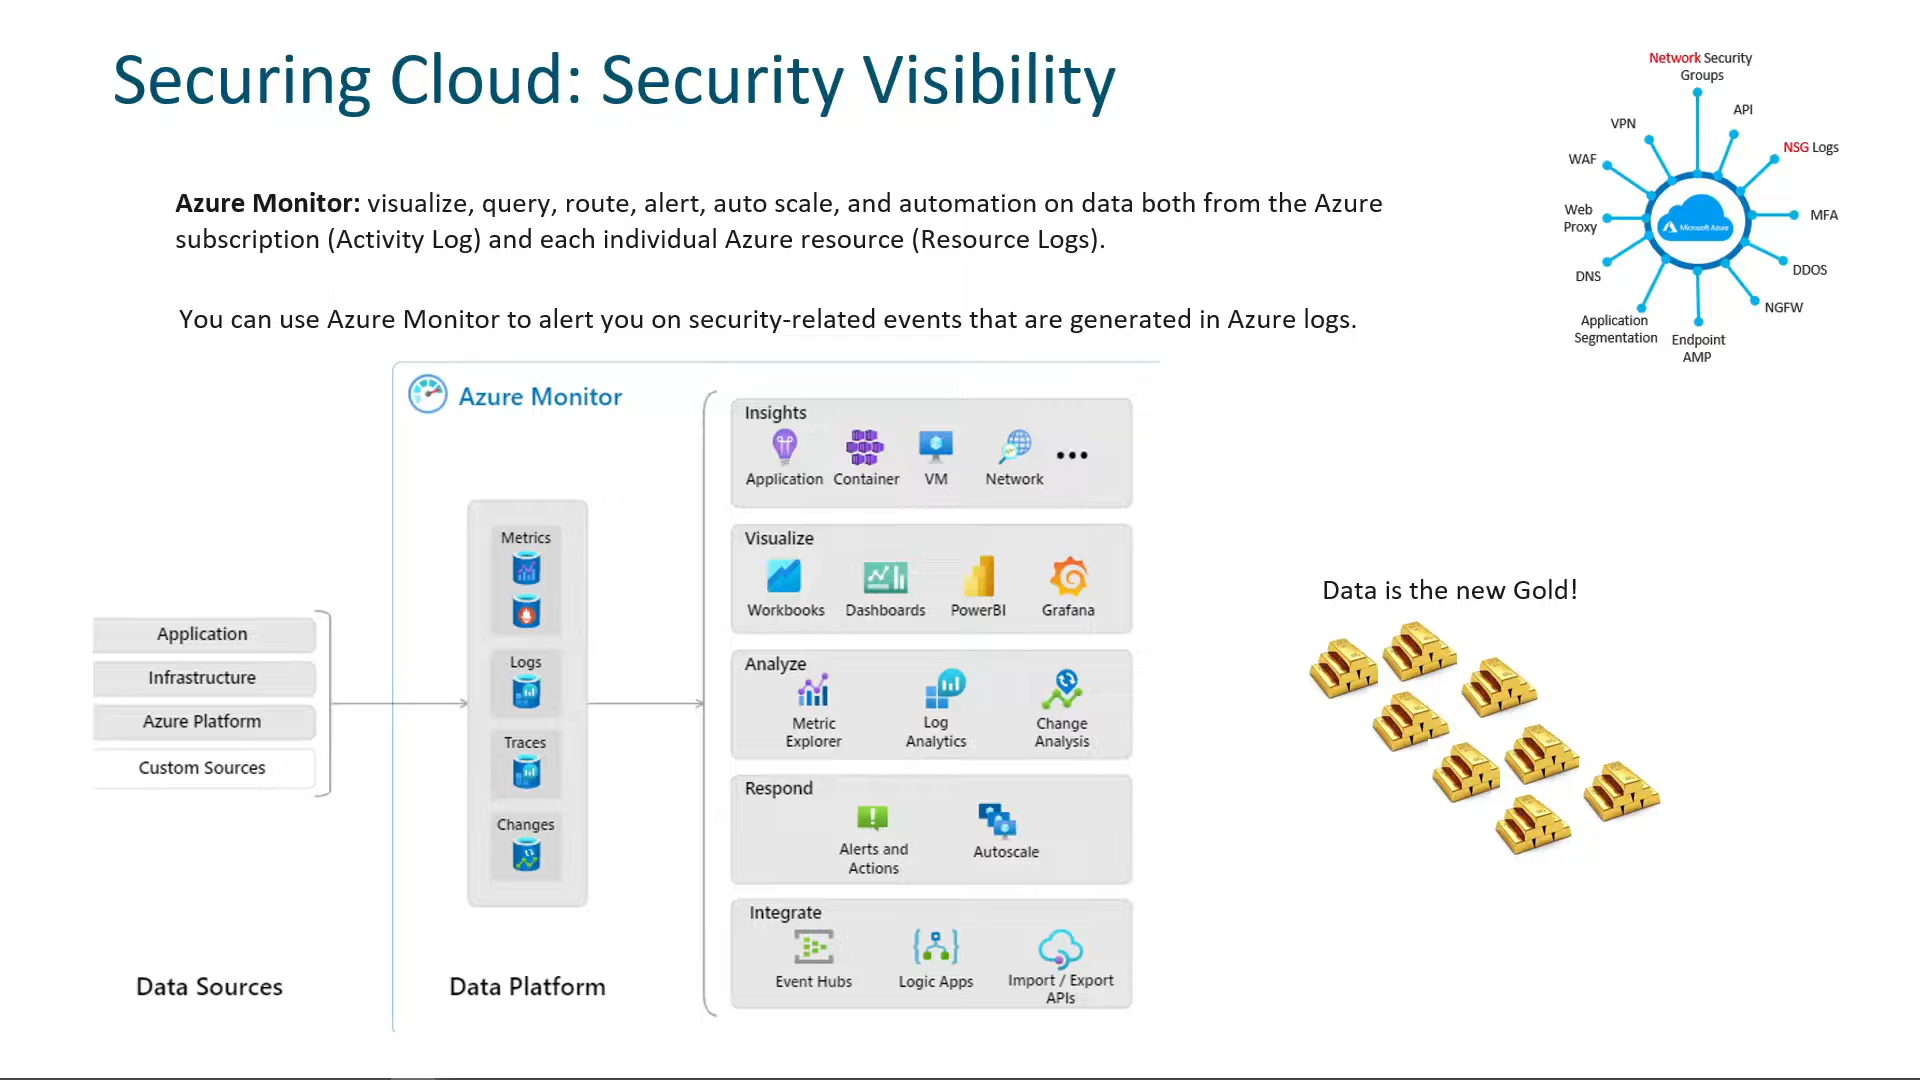 Securing Cloud: Security Visibility
Azure Monitor: visualize, query, route, alert, auto scale, and automation on data both from the Azure
subscription (Activity Log) and each individual Azure resource (Resource Logs).
You can use Azure Monitor to alert you on security-related events that are generated in Azure logs.
Network Security
Groups
API
VPN
NSG Logs
WAF
Web
Proxy
MFA
Microsoft Azure
DNS
DDOS
NGFW
Application
Segmentation
Endpoint
AMP
Azure Monitor
Application
Infrastructure
Azure Platform
Custom Sources
Data Sources
Metrics
Logs
Traces
Changes
Data Platform
Insights
Application
Container
VM
Network
•••
Visualize
Workbooks
Dashboards
PowerBI
Grafana
Analyze
Metric
Explorer
Log
Analytics
Change
Analysis
Respond
Alerts and
Actions
Autoscale
Integrate
Event Hubs
Logic Apps
Import / Export
APIs
Data is the new Gold!